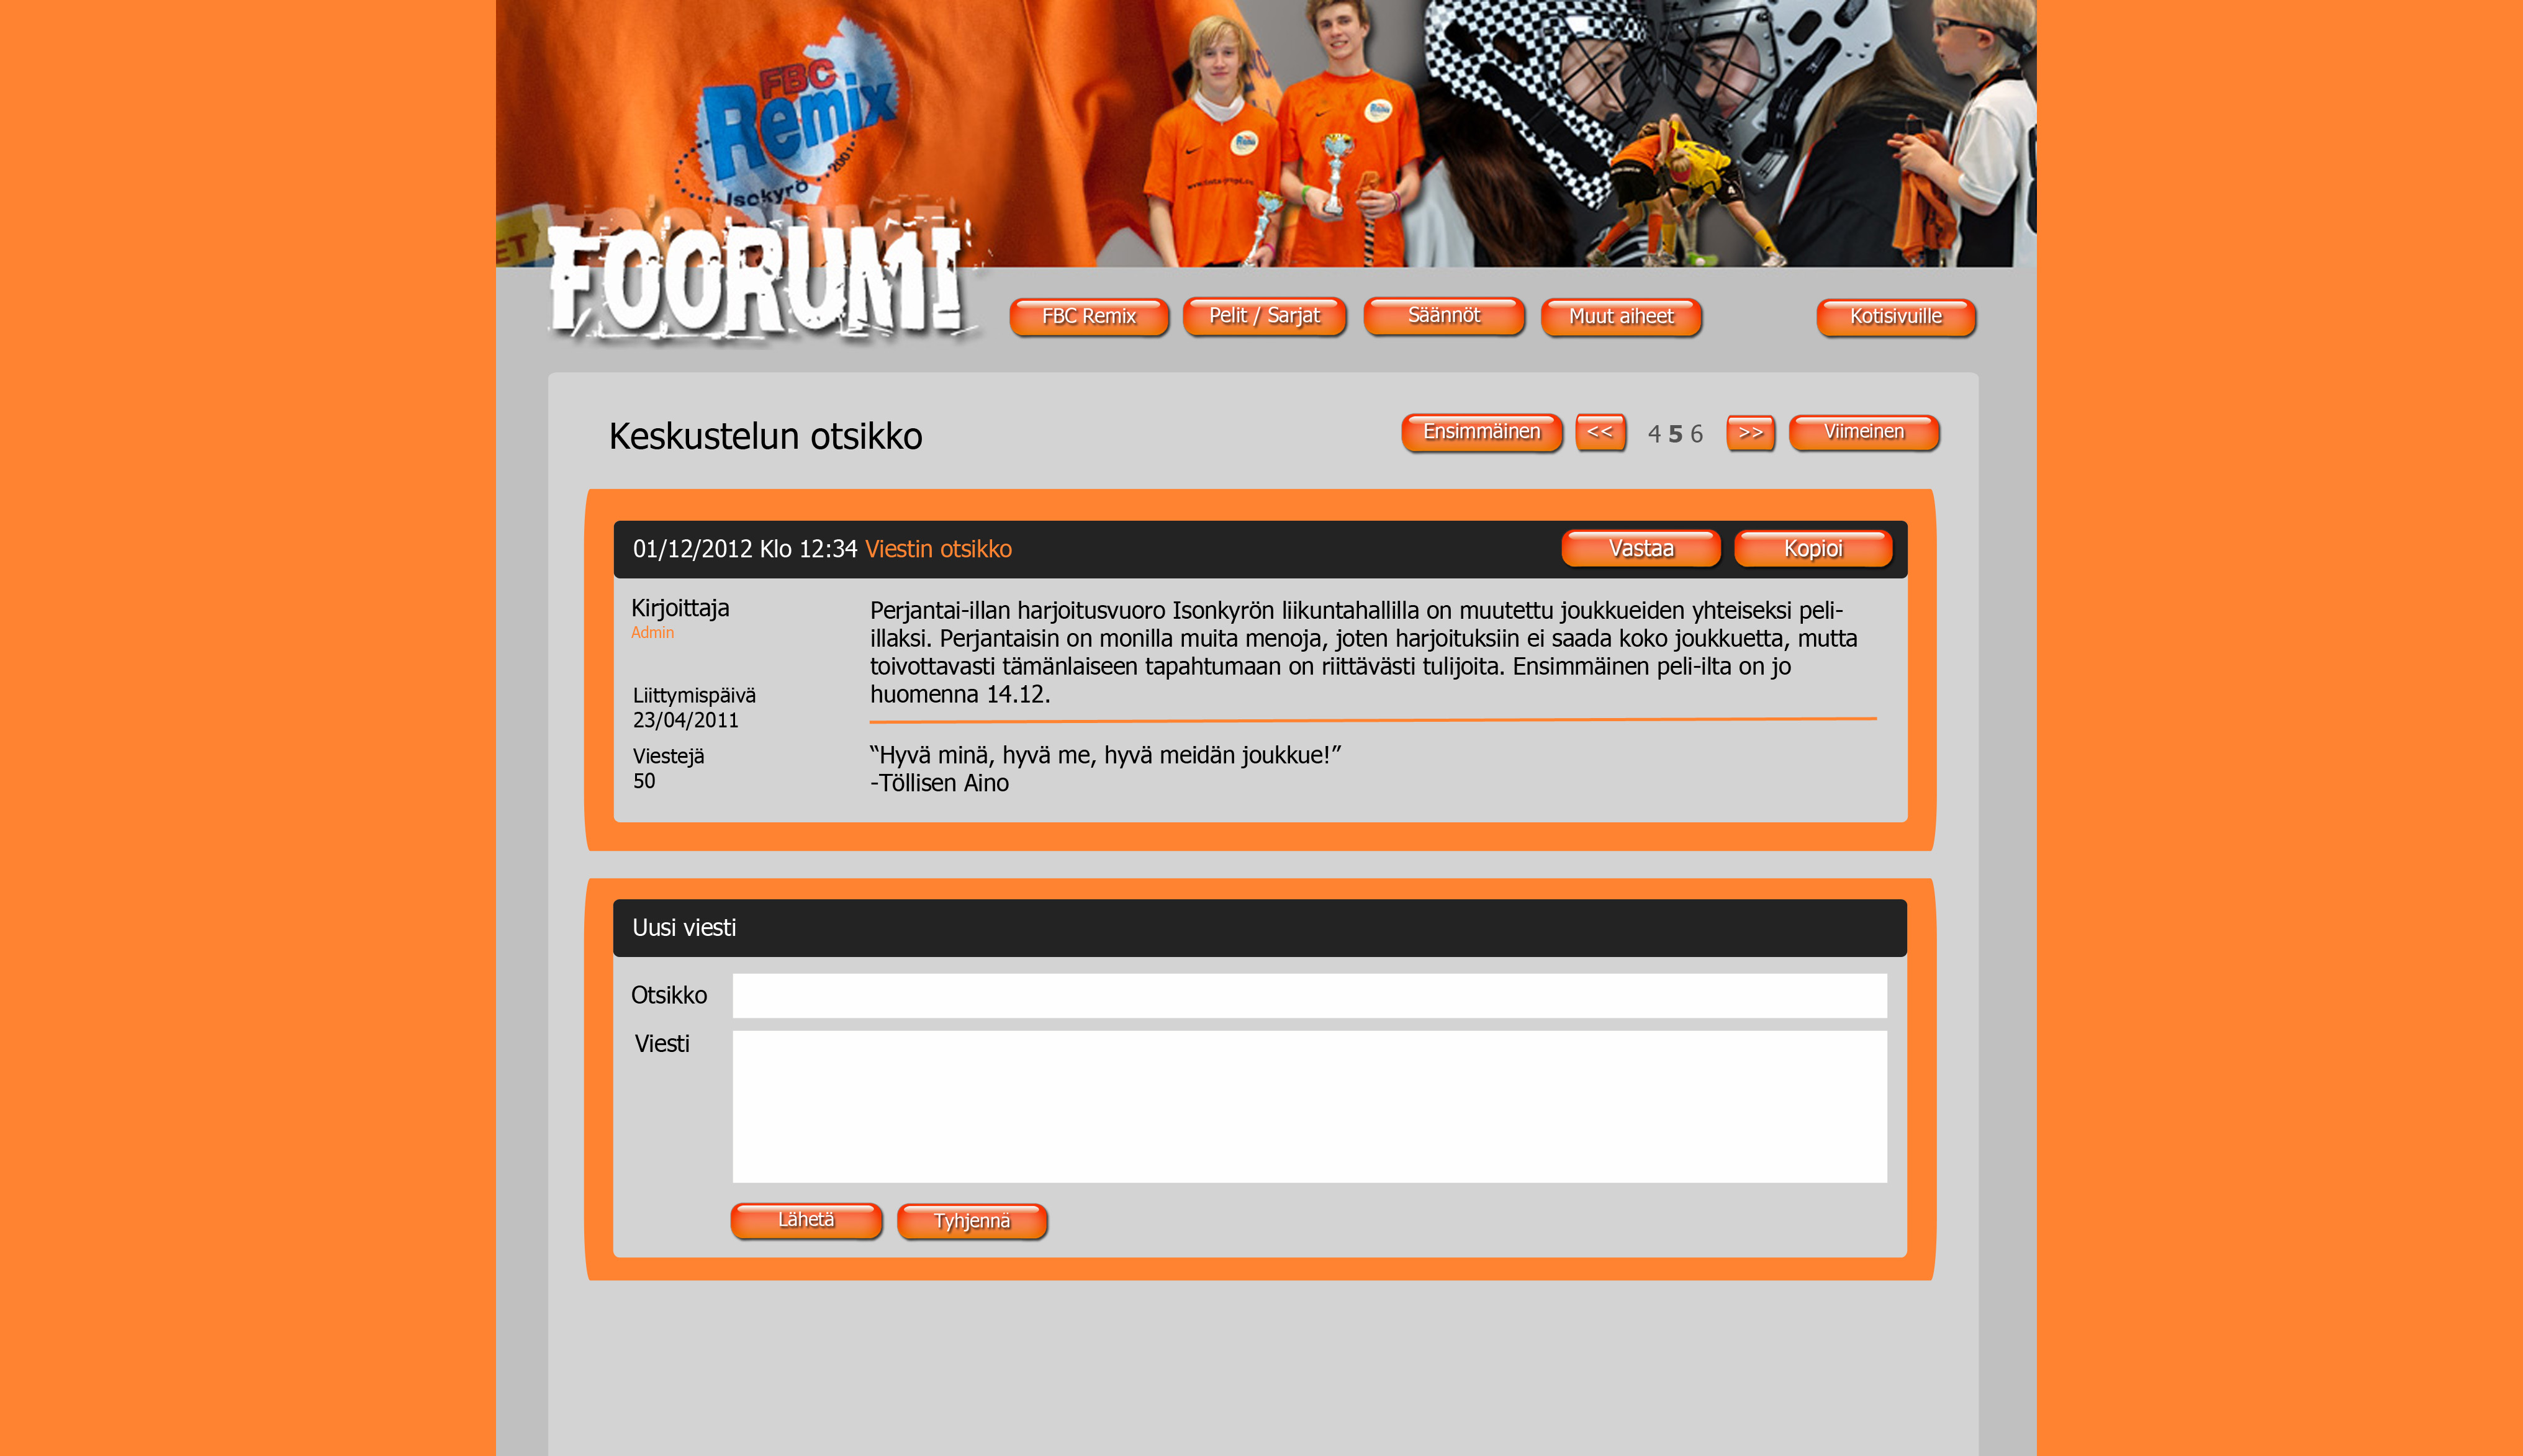 FBC
Remix
Isokyrö ..2001.
ET
FOORUMI
FBC Remix
Pelit / Sarjat
Säännöt
Muut aiheet
Kotisivuille
Keskustelun otsikko
Ensimmäinen
<<
4 5 6
>>
Viimeinen
01/12/2012 Klo 12:34 Viestin otsikko
Vastaa
Kopioi
Kirjoittaja
Admin
Liittymispäivä
23/04/2011
Viestejä
50
Perjantai-illan harjoitusvuoro Isonkyrön liikuntahallilla on muutettu joukkueiden yhteiseksi peli-
illaksi. Perjantaisin on monilla muita menoja, joten harjoituksiin ei saada koko joukkuetta, mutta
toivottavasti tämänlaiseen tapahtumaan on riittävästi tulijoita. Ensimmäinen peli-ilta on jo
huomenna 14.12.
“Hyvä minä, hyvä me, hyvä meidän joukkue!”
-Töllisen Aino
Uusi viesti
Otsikko
Viesti
Lähetä
Tyhjennä